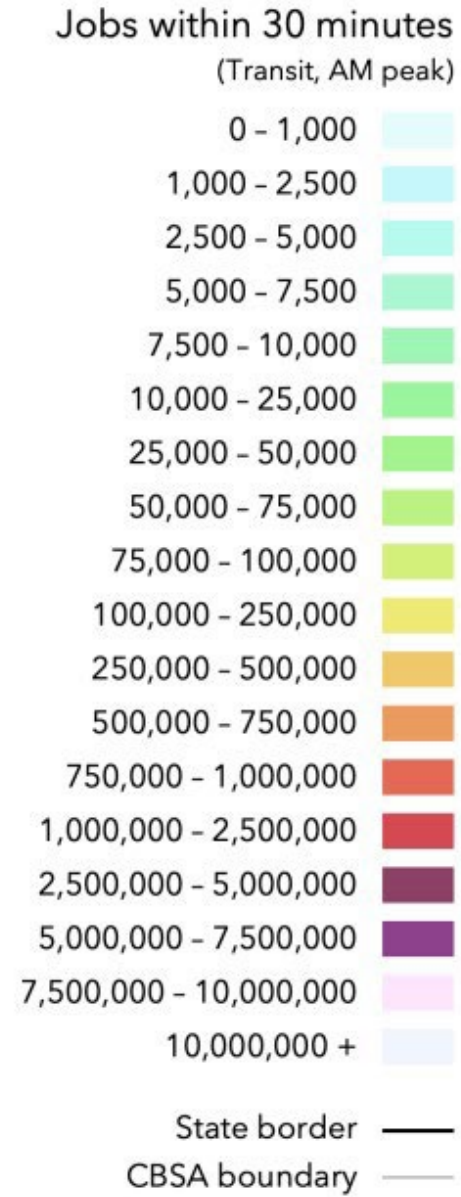 Jobs within 30 minutes
(Transit, AM peak)
0 – 1,000
1,000 – 2,500
2,500 – 5,000
5,000 – 7,500
7,500 – 10,000
10,000 – 25,000
25,000 – 50,000
50,000 – 75,000
75,000 – 100,000
100,000 – 250,000
250,000 – 500,000
500,000 – 750,000
750,000 – 1,000,000
1,000,000 – 2,500,000
2,500,000 – 5,000,000
5,000,000 – 7,500,000
7,500,000 – 10,000,000
10,000,000 +
State border
CBSA boundary